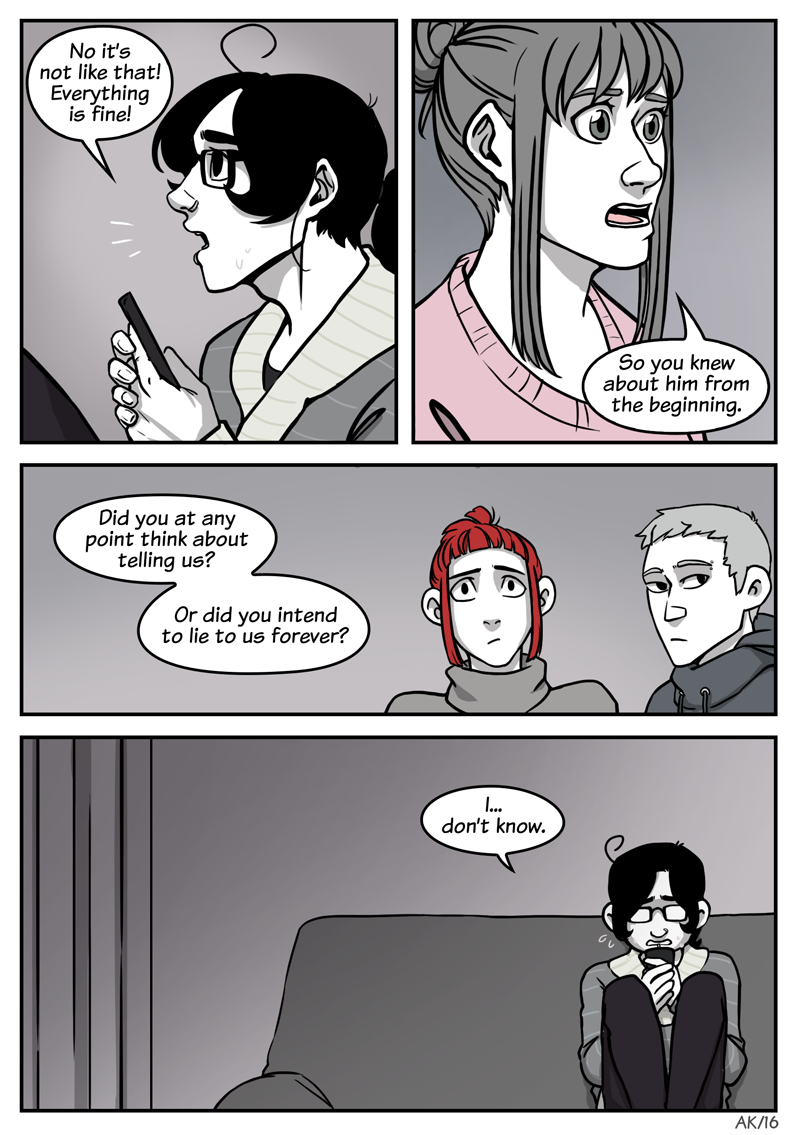 No it's
not like that!
Everything
is fine!
So you knew
about him from
the beginning.
Did you at any
point think about
telling us?
Or did you intend
to lie to us forever?
I...
don't know.
AK/16